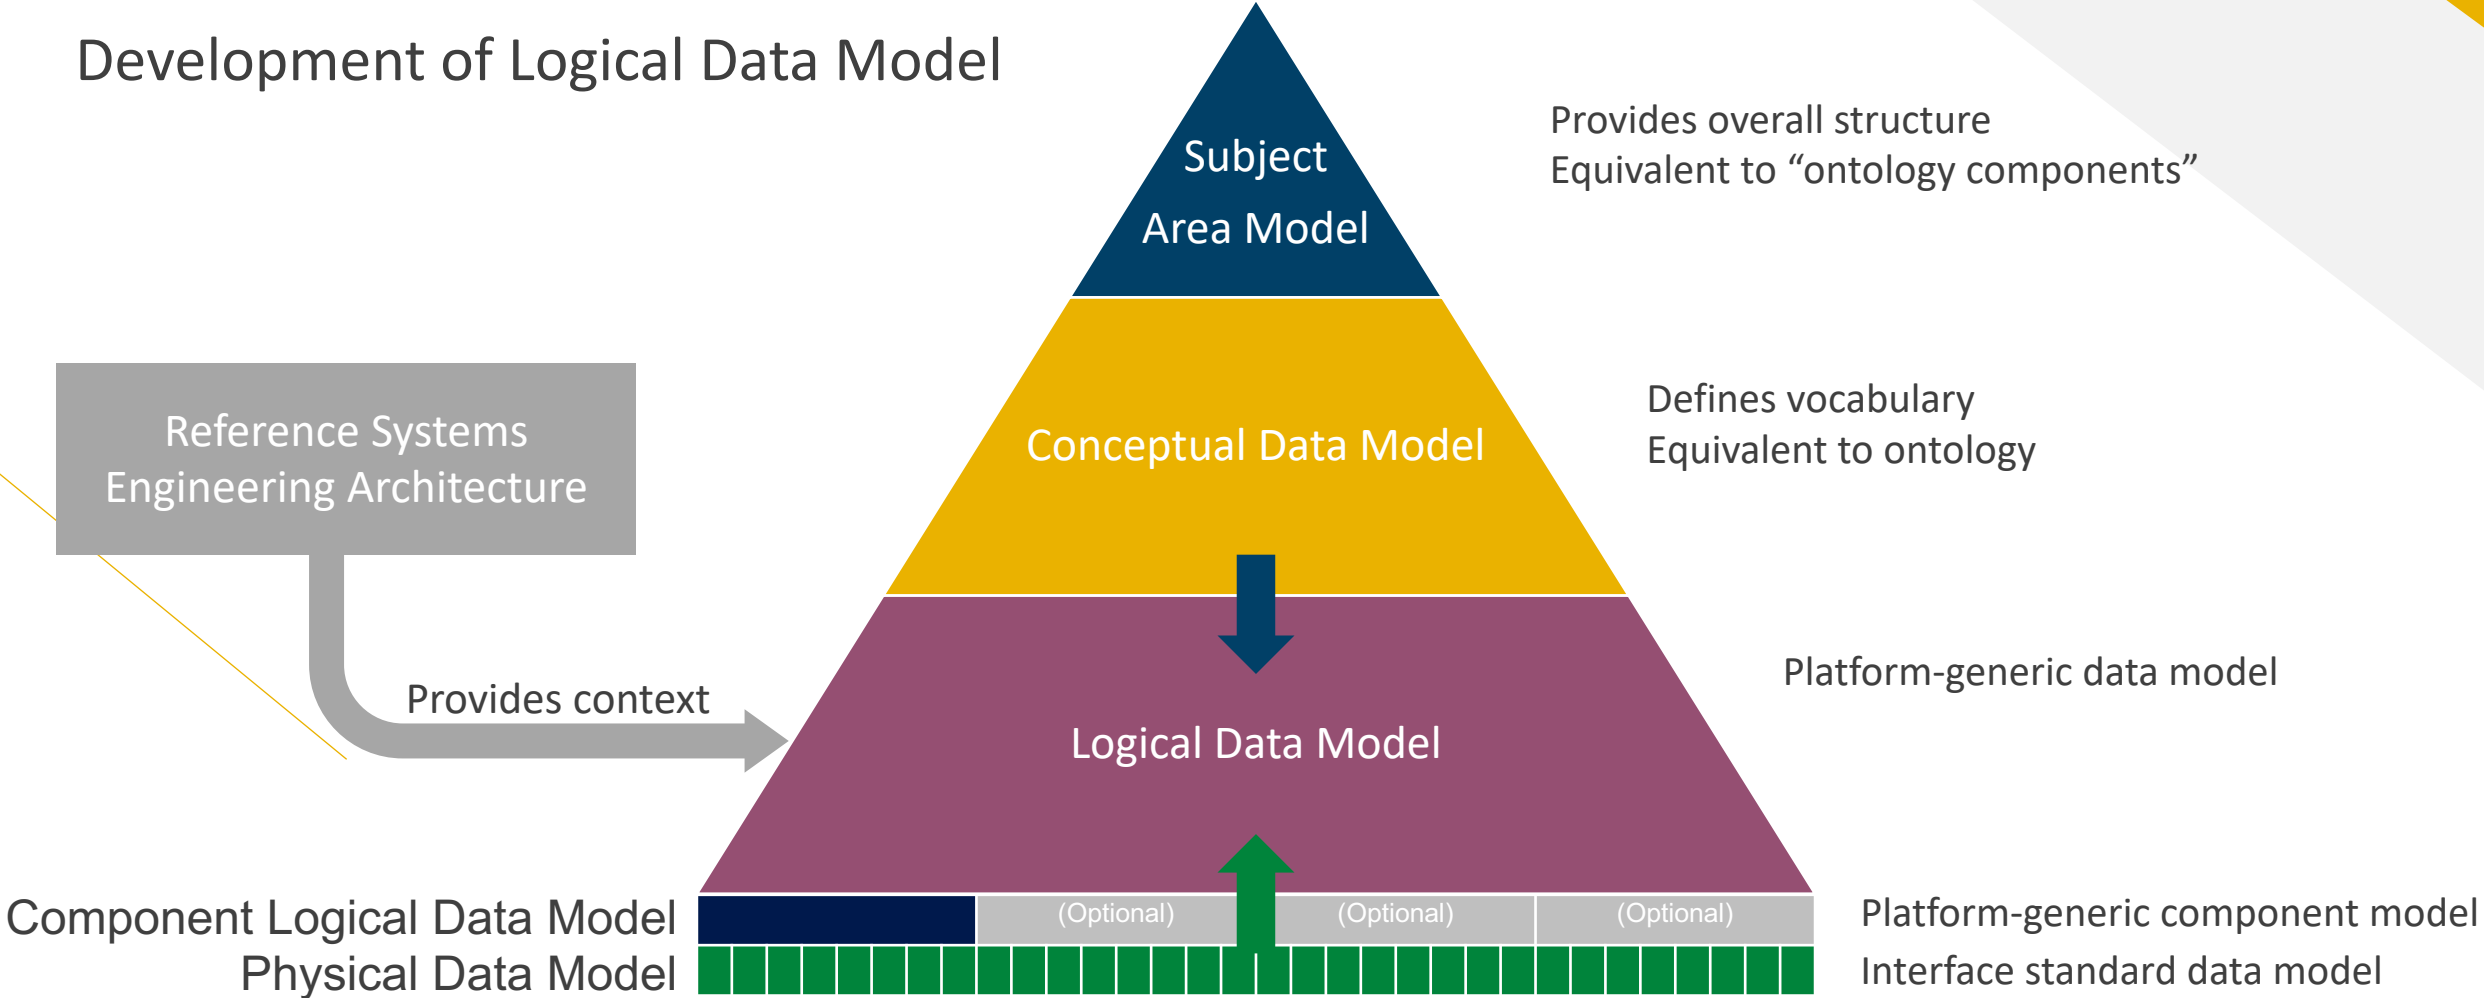 Development of Logical Data Model
Subject
Area Model
Provides overall structure
Equivalent to “ontology components”
Reference Systems
Engineering Architecture
Conceptual Data Model
Defines vocabulary
Equivalent to ontology
Provides context
Logical Data Model
Platform-generic data model
Component Logical Data Model
(Optional)
(Optional)
(Optional)
Platform-generic component model
Physical Data Model
Interface standard data model